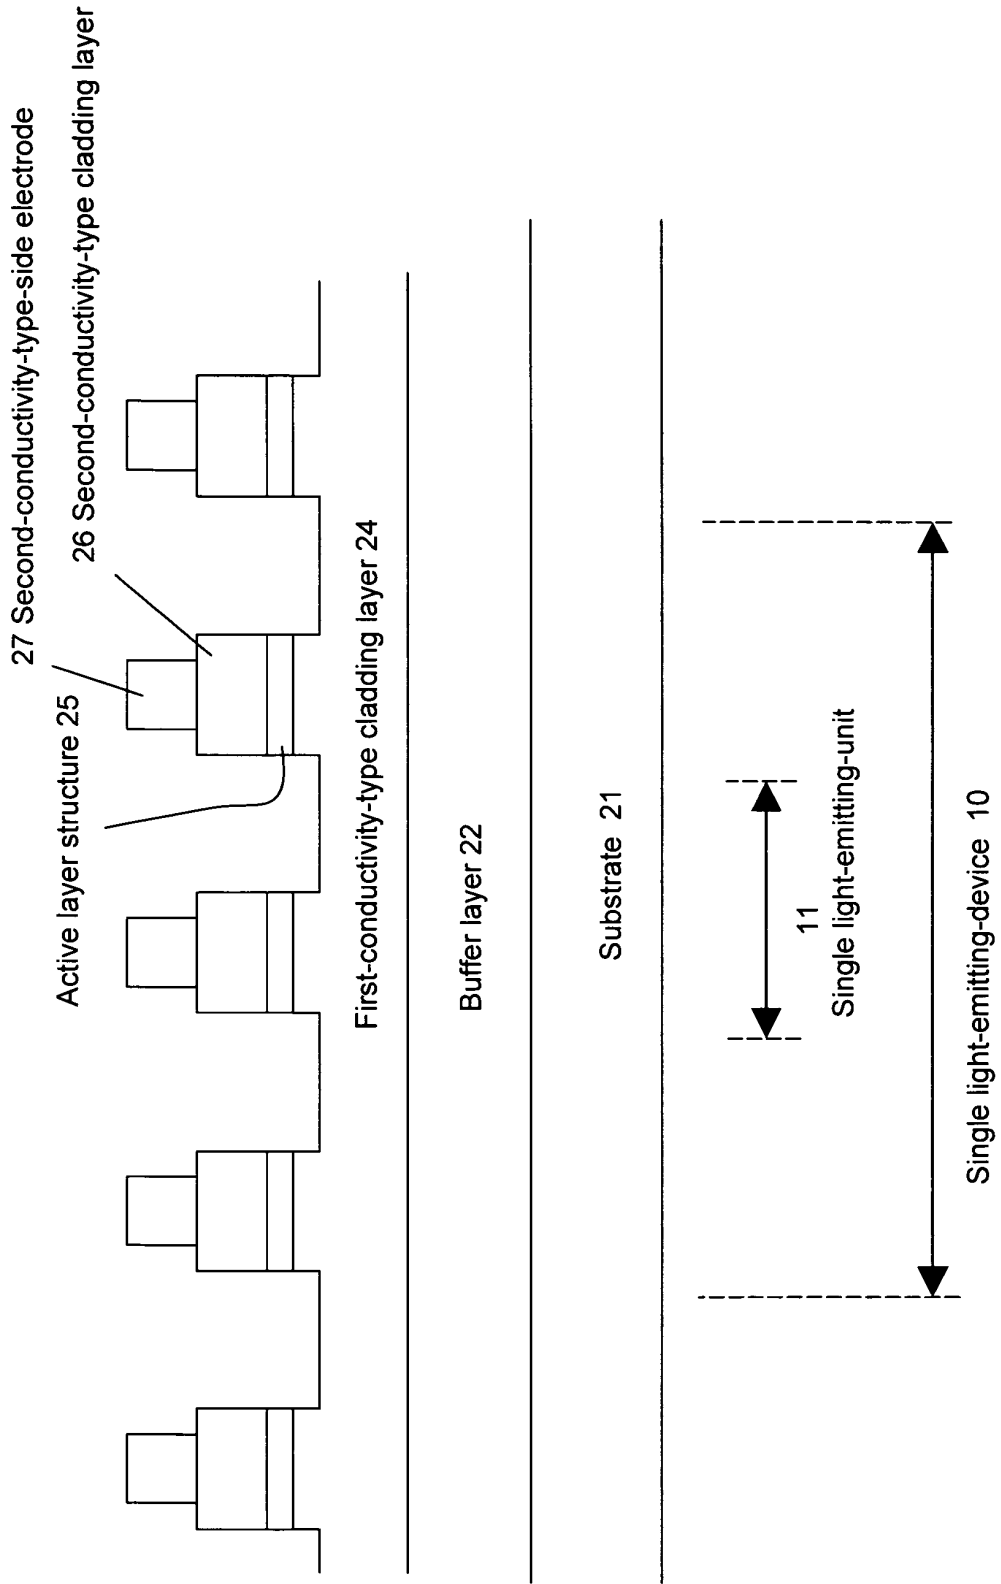 27 Second-conductivity-type-side electrode
26 Second-conductivity-type cladding layer
Active layer structure 25
First-conductivity-type cladding layer 24
Buffer layer 22
Substrate 21
11
Single light-emitting-unit
Single light-emitting-device 10